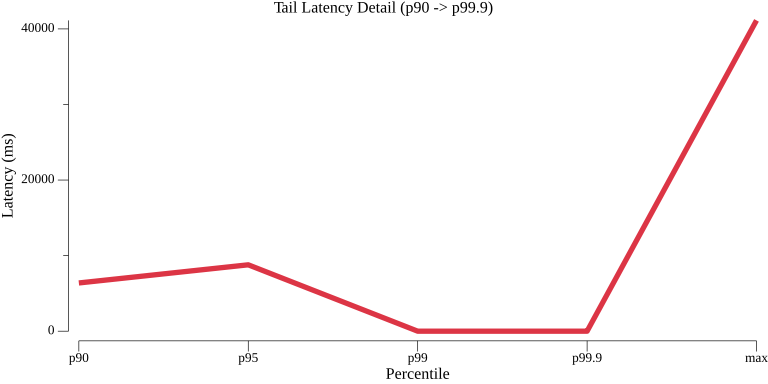 Tail Latency Detail (p90 -> p99.9)
40000
20000
0
Latency (ms)
p90
p95
p99
p99.9
max
Percentile